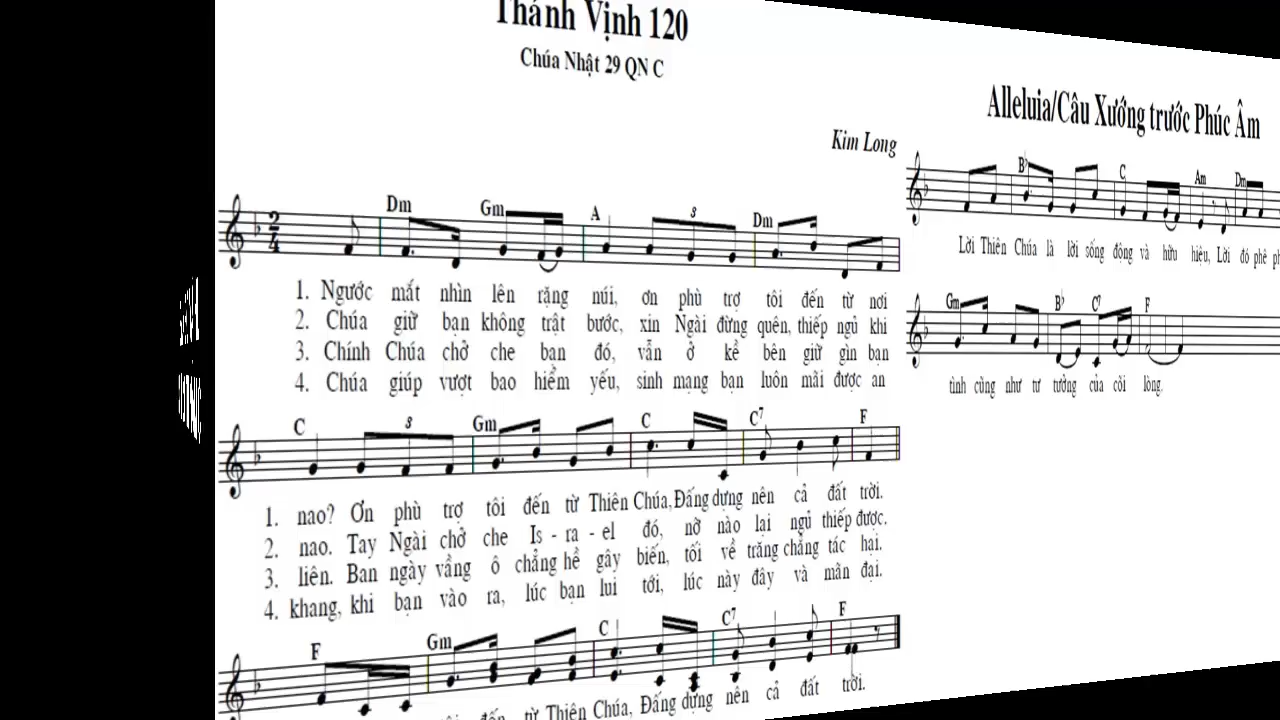 Thánh Vịnh 120
Chúa Nhật 29 QN C
Kim Long
Dm Gm A 3 Dm
2
4
1. Ngước mắt nhìn lên rặng núi, ơn phù trợ tôi đến từ nơi
2. Chúa giữ bạn không trật bước, xin Ngài đừng quên, thiếp ngủ khi
3. Chính Chúa chở che bạn đó, vẫn ở kề bên giữ gìn bạn
4. Chúa giúp vượt bao hiểm yếu, sinh mạng bạn luôn mãi được an
C 3 Gm C C7 F
1. nao? Ơn phù trợ tôi đến từ Thiên Chúa, Đấng dựng nên cả đất trời.
2. nao. Tay Ngài chở che Is - ra - el đó, nỡ nào lại ngủ thiếp được.
3. liên. Ban ngày vầng ô chẳng hề gây biến, tối về trăng chẳng tác hại.
4. khang, khi bạn vào ra, lúc bạn lui tới, lúc này đây và mãn đại.
F Gm C C7 F
đến từ Thiên Chúa, Đấng dựng nên cả đất trời.
Alleluia/Câu Xướng trước Phúc Âm
B♭ C Am Dm
Lời Thiên Chúa là lời sống động và hữu hiệu, Lời đó phê
Gm B♭ C7 F
tình cũng như tư tưởng của cõi lòng.